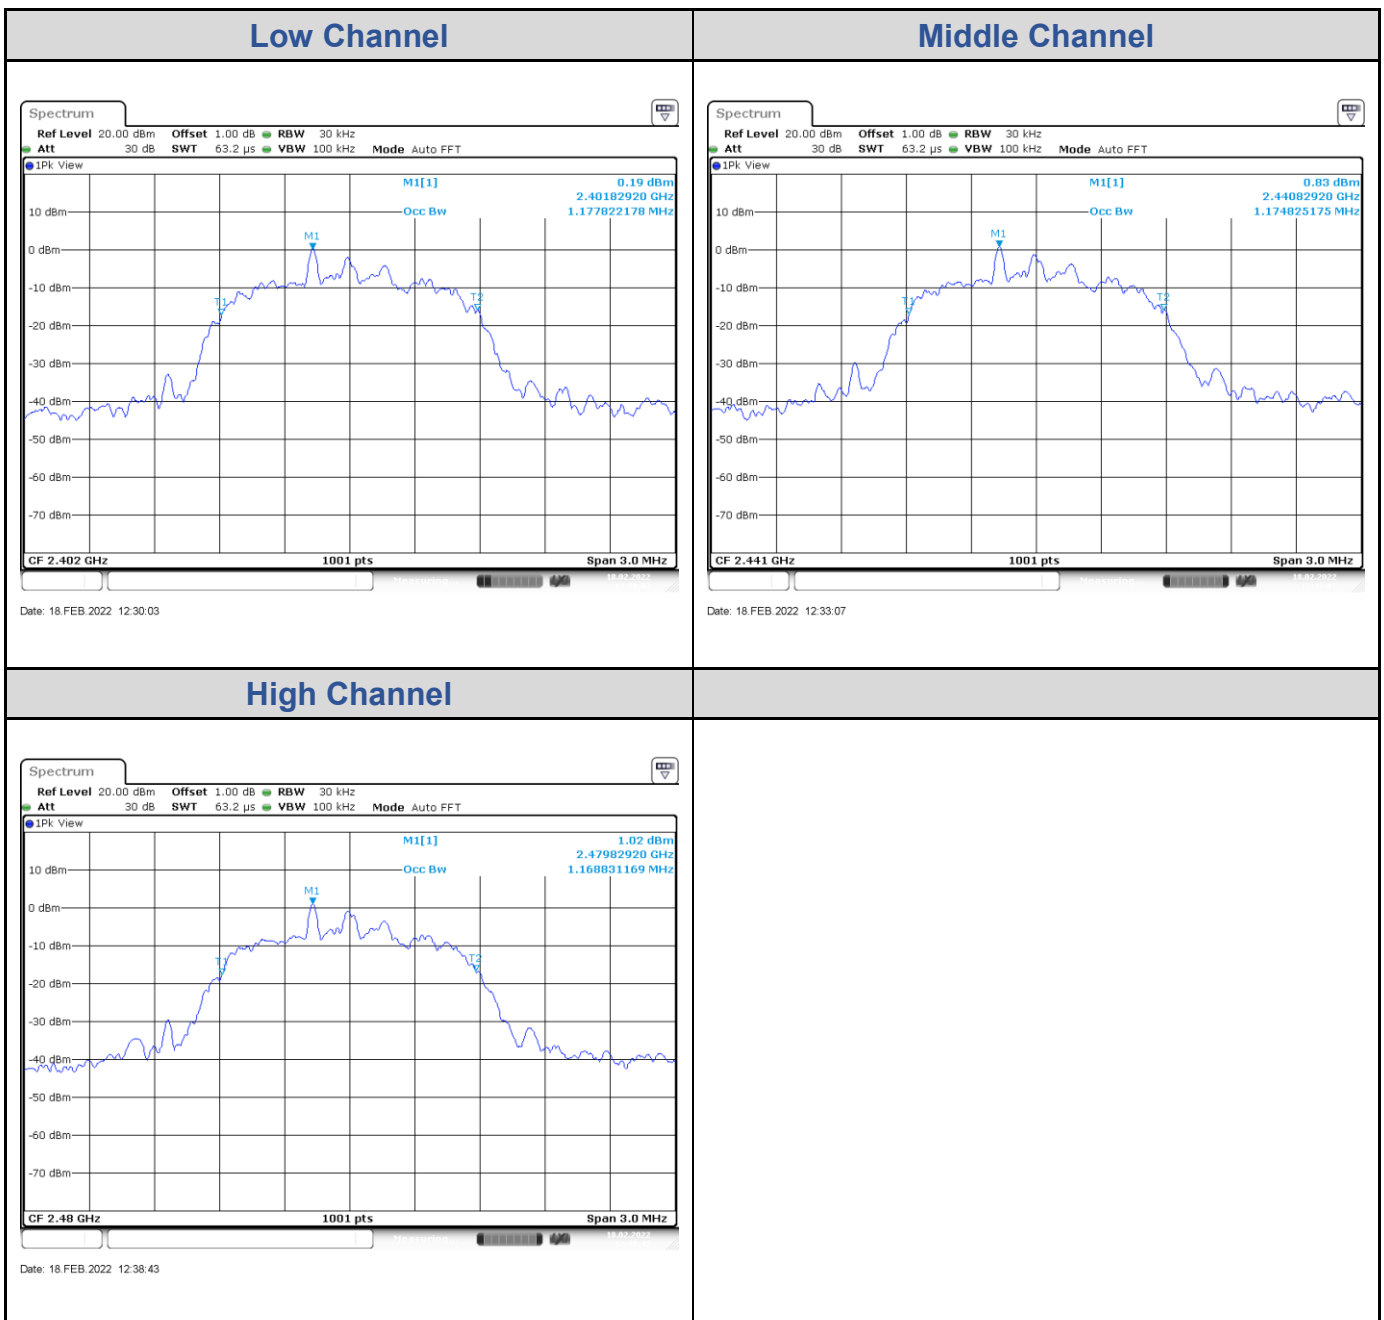 Low Channel
Middle Channel
Spectrum
Ref Level 20.00 dBm Offset 1.00 dB RBW 30 kHz
Att 30 dB SWT 63.2 µs VBW 100 kHz Mode Auto FFT
1Pk View
M1[1] 0.19 dBm
2.40182920 GHz
Occ Bw 1.177822178 MHz
10 dBm
M1
0 dBm
-10 dBm
T1
T2
-20 dBm
-30 dBm
-40 dBm
-50 dBm
-60 dBm
-70 dBm
CF 2.402 GHz 1001 pts Span 3.0 MHz
Measuring 18.02.2022
Date: 18.FEB.2022 12:30:03
Spectrum
Ref Level 20.00 dBm Offset 1.00 dB RBW 30 kHz
Att 30 dB SWT 63.2 µs VBW 100 kHz Mode Auto FFT
1Pk View
M1[1] 0.83 dBm
2.44082920 GHz
Occ Bw 1.174825175 MHz
10 dBm
M1
0 dBm
-10 dBm
T1
T2
-20 dBm
-30 dBm
-40 dBm
-50 dBm
-60 dBm
-70 dBm
CF 2.441 GHz 1001 pts Span 3.0 MHz
Measuring 18.02.2022
Date: 18.FEB.2022 12:33:07
High Channel
Spectrum
Ref Level 20.00 dBm Offset 1.00 dB RBW 30 kHz
Att 30 dB SWT 63.2 µs VBW 100 kHz Mode Auto FFT
1Pk View
M1[1] 1.02 dBm
2.47982920 GHz
Occ Bw 1.168831169 MHz
10 dBm
M1
0 dBm
-10 dBm
T1
T2
-20 dBm
-30 dBm
-40 dBm
-50 dBm
-60 dBm
-70 dBm
CF 2.48 GHz 1001 pts Span 3.0 MHz
Measuring 18.02.2022
Date: 18.FEB.2022 12:38:43